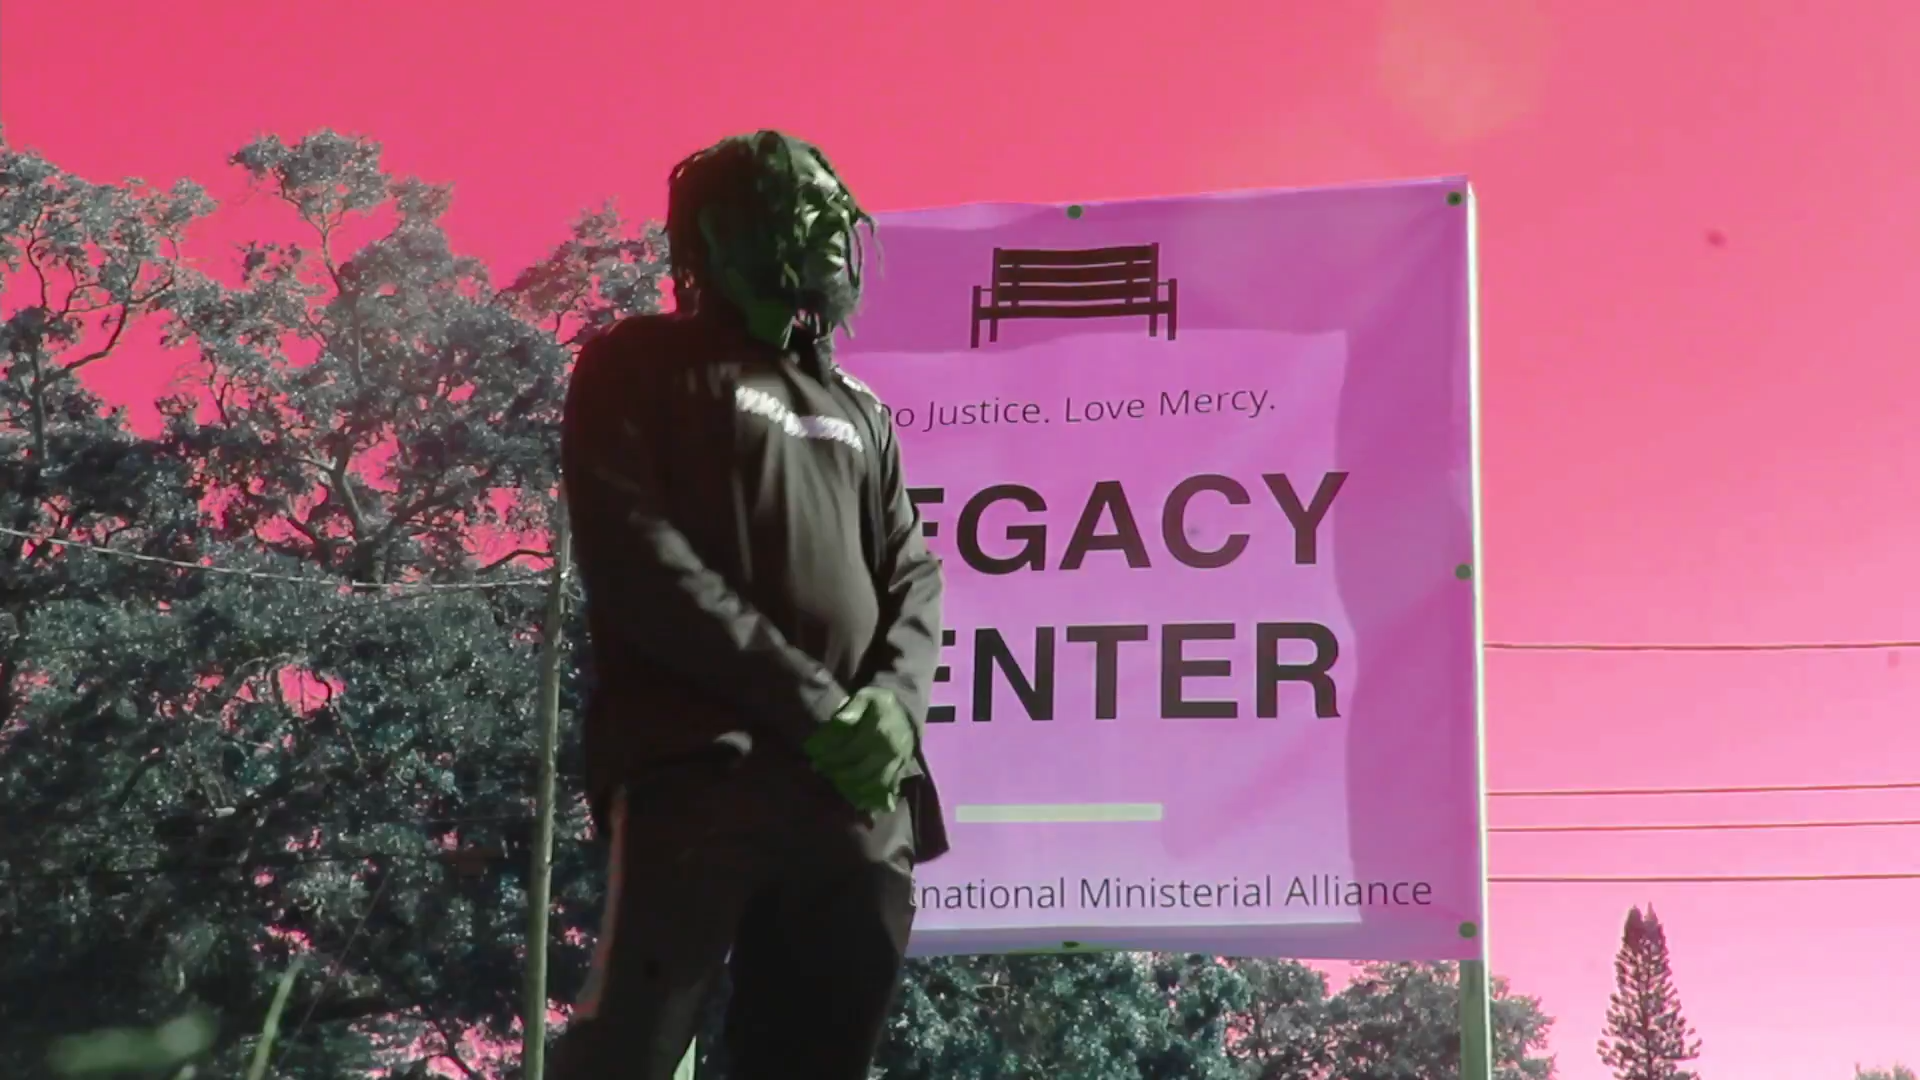 Do Justice. Love Mercy.
EGACY
ENTER
national Ministerial Alliance